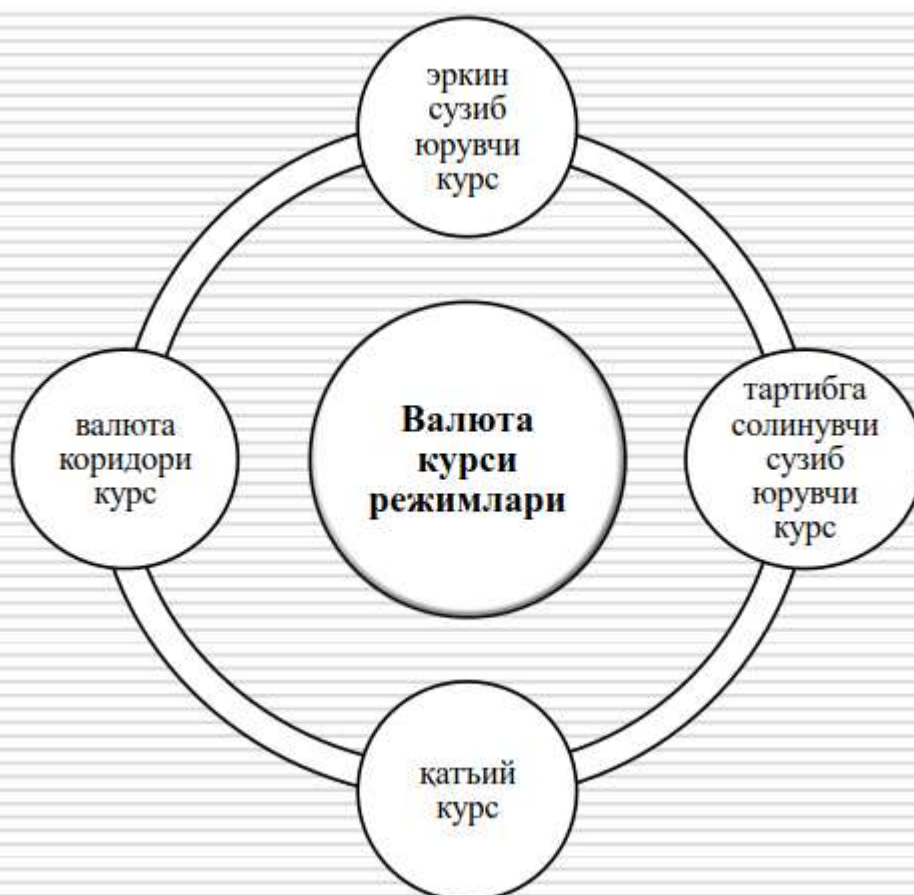 эркин
сузиб
юрувчи
курс
валюта
коридори
курс
Валюта
курси
режимлари
тартибга
солинувчи
сузиб
юрувчи
курс
қатъий
курс